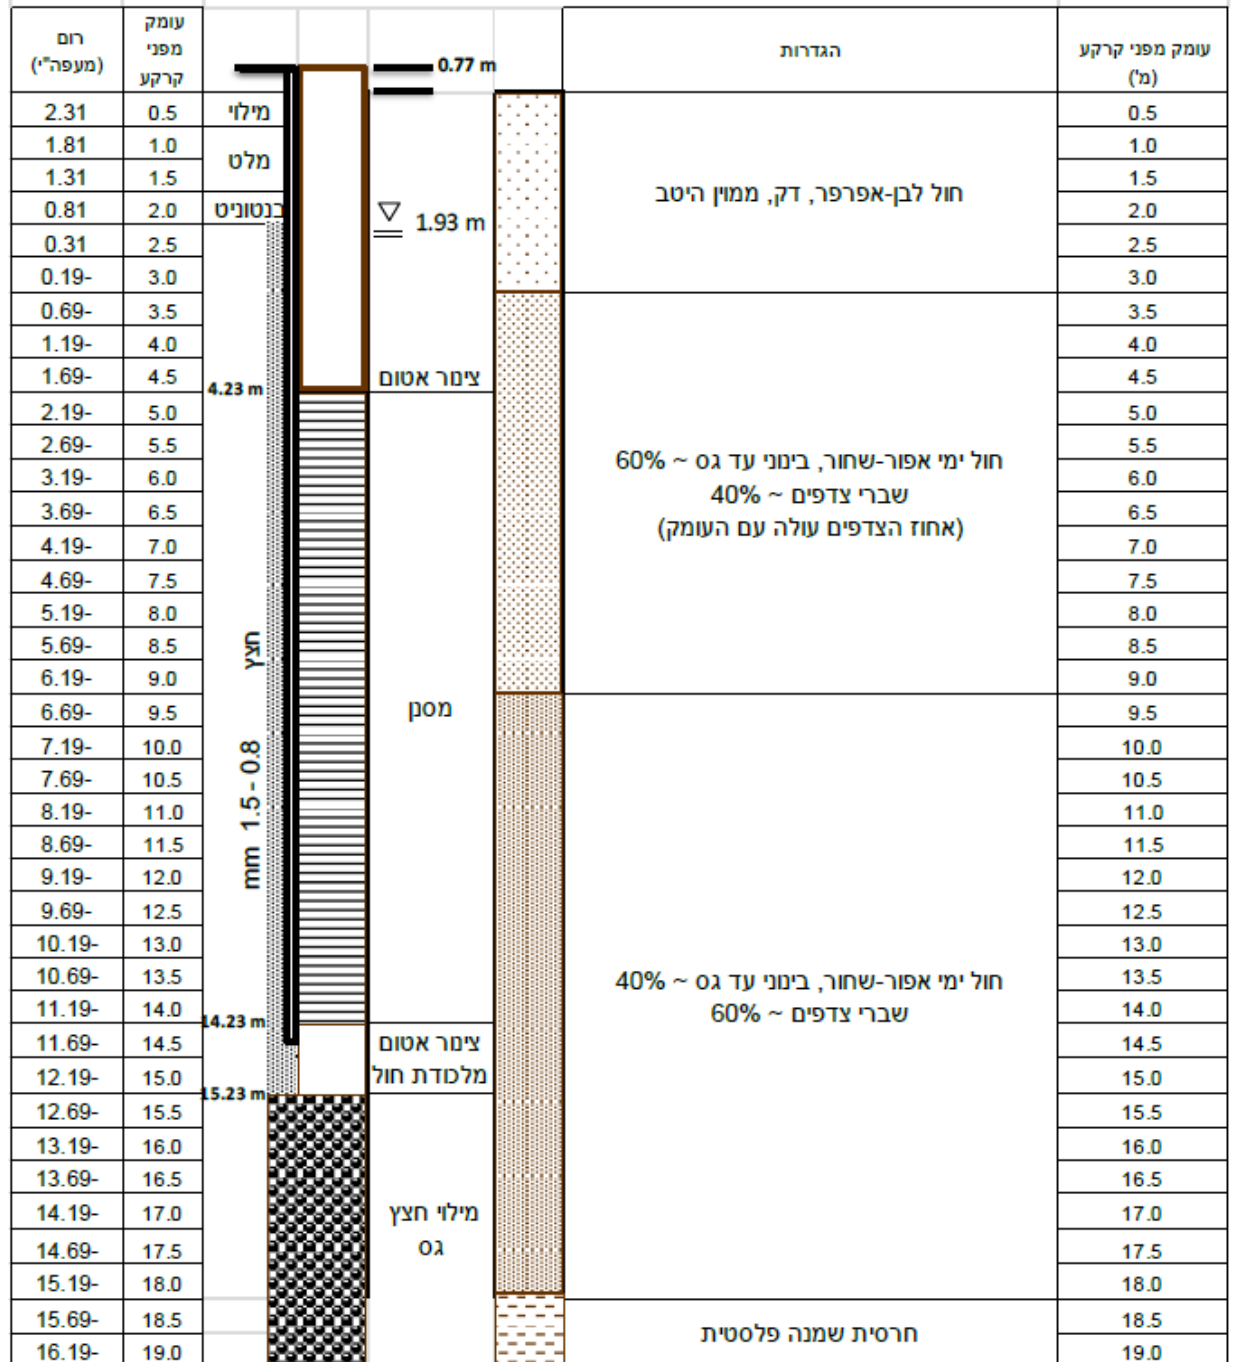 רום
(מעפה"י)
עומק
מפני
קרקע
הגדרות
עומק מפני קרקע
(מ')
0.77 m
2.31 0.5 מילוי 0.5
1.81 1.0 1.0
מלט
1.31 1.5 1.5
חול לבן-אפרפר, דק, ממוין היטב
0.81 2.0 בנטוניט 2.0
1.93 m
0.31 2.5 2.5
0.19- 3.0 3.0
0.69- 3.5 3.5
1.19- 4.0 4.0
1.69- 4.5 צינור אטום 4.5
4.23 m
2.19- 5.0 5.0
2.69- 5.5 5.5
חול ימי אפור-שחור, בינוני עד גס ~ 60%
3.19- 6.0 6.0
שברי צדפים ~ 40%
3.69- 6.5 6.5
(אחוז הצדפים עולה עם העומק)
4.19- 7.0 7.0
4.69- 7.5 7.5
5.19- 8.0 8.0
5.69- 8.5 8.5
6.19- 9.0 9.0
6.69- 9.5 מסנן 9.5
7.19- 10.0 10.0
7.69- 10.5 10.5
8.19- 11.0 11.0
8.69- 11.5 11.5
9.19- 12.0 12.0
חצץ 0.8 - 1.5 mm
9.69- 12.5 12.5
10.19- 13.0 13.0
10.69- 13.5 13.5
חול ימי אפור-שחור, בינוני עד גס ~ 40%
11.19- 14.0 14.0
שברי צדפים ~ 60%
14.23 m
11.69- 14.5 צינור אטום 14.5
12.19- 15.0 מלכודת חול 15.0
15.23 m
12.69- 15.5 15.5
13.19- 16.0 16.0
13.69- 16.5 16.5
14.19- 17.0 מילוי חצץ 17.0
14.69- 17.5 גס 17.5
15.19- 18.0 18.0
15.69- 18.5 18.5
חרסית שמנה פלסטית
16.19- 19.0 19.0